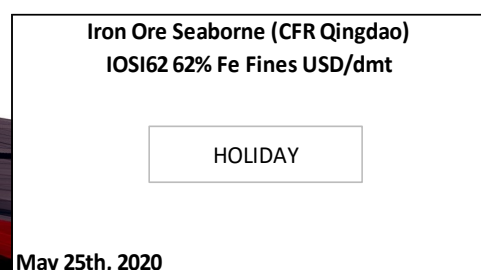 Iron Ore Seaborne (CFR Qingdao)
IOSI62 62% Fe Fines USD/dmt
HOLIDAY
May 25th, 2020